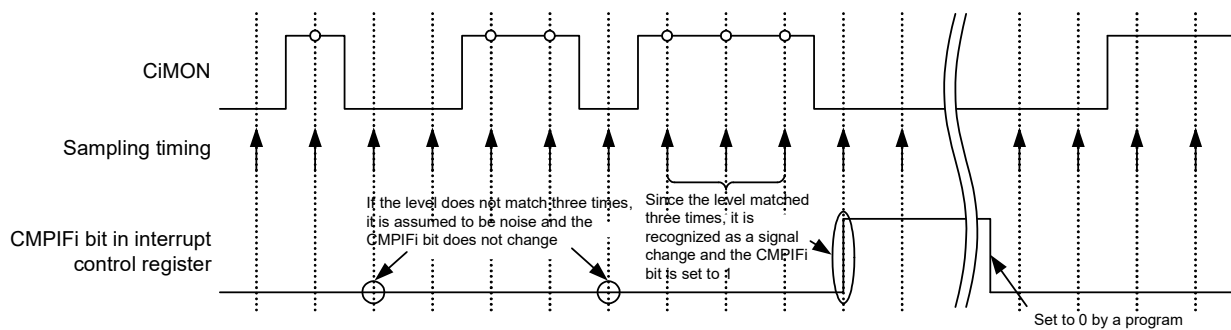 CiMON
Sampling timing
If the level does not match three times,
it is assumed to be noise and the
CMPIFi bit does not change
Since the level matched
three times, it is
recognized as a signal
change and the CMPIFi
bit is set to 1
CMPIFi bit in interrupt
control register
Set to 0 by a program